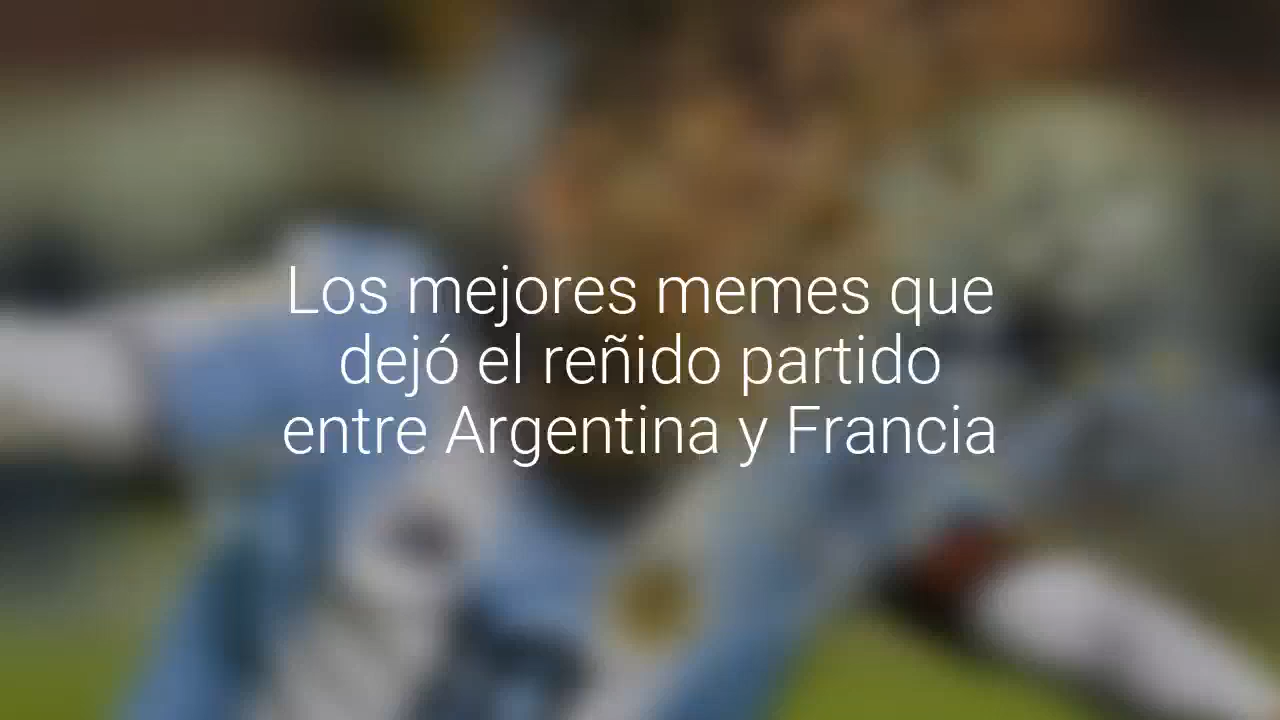 Los mejores memes que
dejó el reñido partido
entre Argentina y Francia